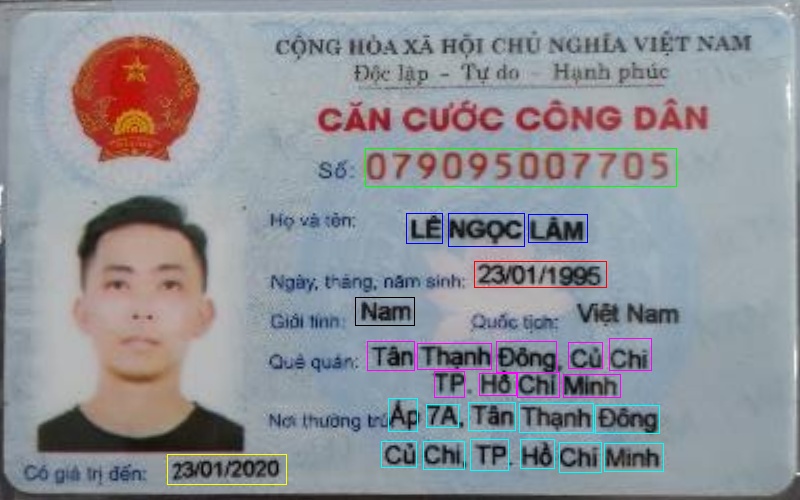 CỘNG HÒA XÃ HỘI CHỦ NGHĨA VIỆT NAM
Độc lập - Tự do - Hạnh phúc
CĂN CƯỚC CÔNG DÂN
Số: 079095007705
Họ và tên: LÊ NGỌC LÂM
Ngày, tháng, năm sinh: 23/01/1995
Giới tính: Nam Quốc tịch: Việt Nam
Quê quán: Tân Thạnh Đông, Củ Chi
TP. Hồ Chí Minh
Nơi thường trú: Ấp 7A, Tân Thạnh Đông
Củ Chi, TP. Hồ Chí Minh
Có giá trị đến: 23/01/2020